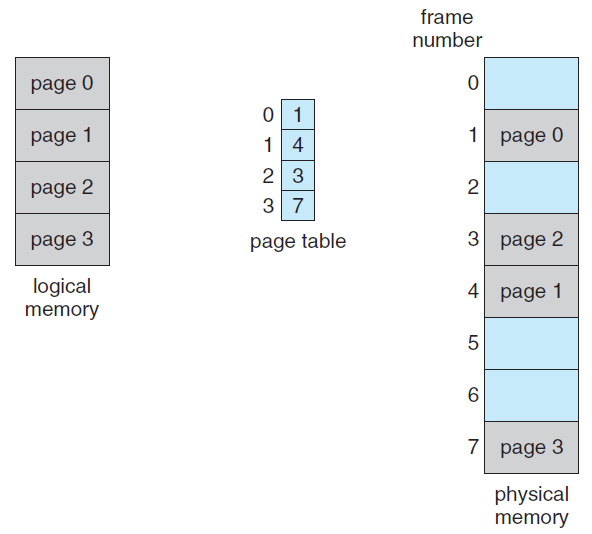 page 0
page 1
page 2
page 3
logical
memory
0 1
1 4
2 3
3 7
page table
frame
number
0
1 page 0
2
3 page 2
4 page 1
5
6
7 page 3
physical
memory